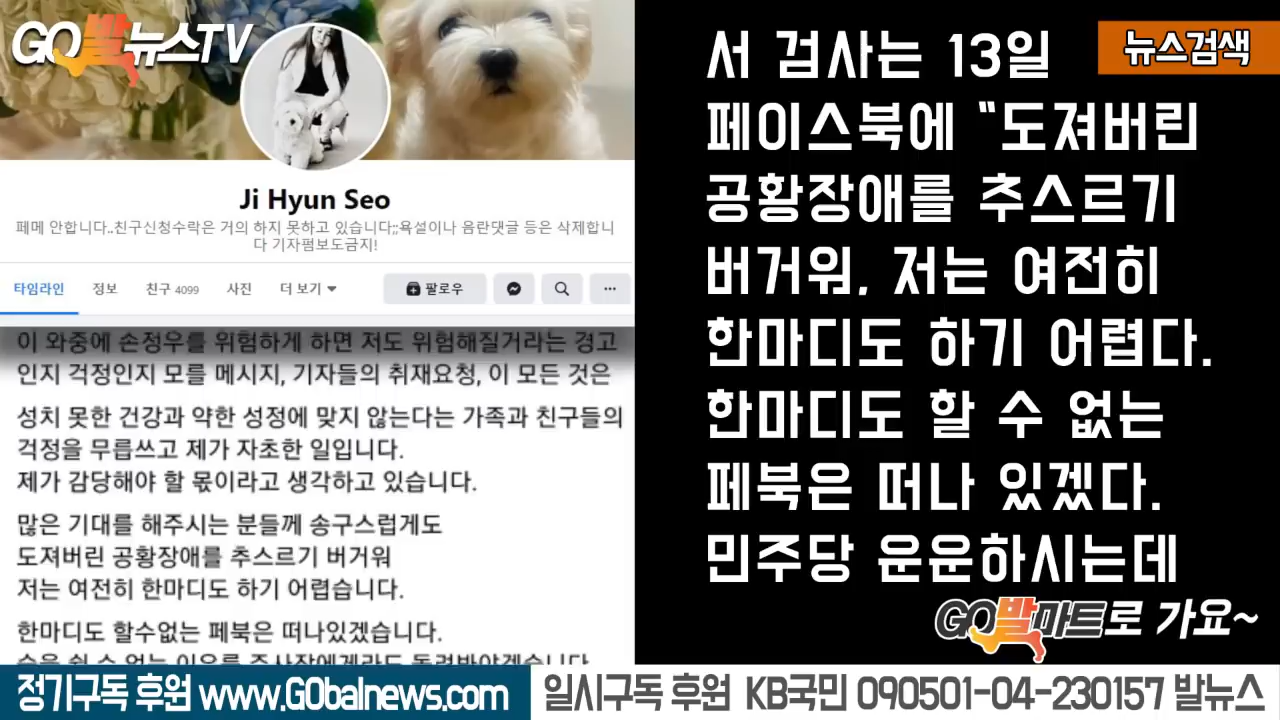 GO발뉴스TV
뉴스검색
Ji Hyun Seo
페메 안합니다..친구신청수락은 거의 하지 못하고 있습니다;;욕설이나 음란댓글 등은 삭제합니
다 기자펌보도금지!
타임라인 정보 친구 4099 사진 더 보기 팔로우
이 와중에 손정우를 위험하게 하면 저도 위험해질거라는 경고
인지 걱정인지 모를 메시지, 기자들의 취재요청, 이 모든 것은
성치 못한 건강과 약한 성정에 맞지 않는다는 가족과 친구들의
걱정을 무릅쓰고 제가 자초한 일입니다.
제가 감당해야 할 몫이라고 생각하고 있습니다.
많은 기대를 해주시는 분들께 송구스럽게도
도져버린 공황장애를 추스르기 버거워
저는 여전히 한마디도 하기 어렵습니다.
한마디도 할수없는 페북은 떠나있겠습니다.
서 검사는 13일
페이스북에 “도져버린
공황장애를 추스르기
버거워, 저는 여전히
한마디도 하기 어렵다.
한마디도 할 수 없는
페북은 떠나 있겠다.
민주당 운운하시는데
GO발마트로 가요~
정기구독 후원 www.GObalnews.com
일시구독 후원 KB국민 090501-04-230157 발뉴스